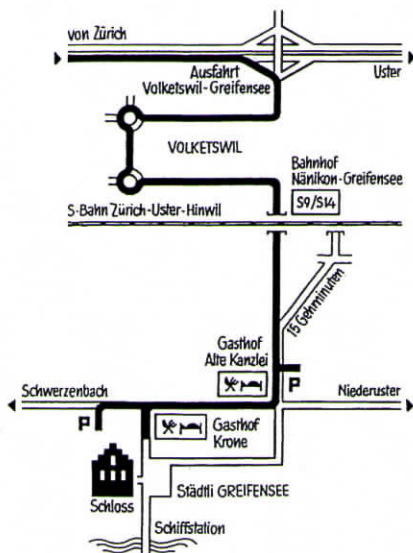 von Zürich
Ausfahrt
Volketswil-Greifensee
Uster
VOLKETSWIL
Bahnhof
Nänikon-Greifensee
S9/S14
S-Bahn Zürich-Uster-Hinwil
15 Gehminuten
Gasthof
Alte Kanzlei
P
Schwerzenbach
Niederuster
P
Gasthof
Krone
Schloss
Städtli GREIFENSEE
Schiffstation